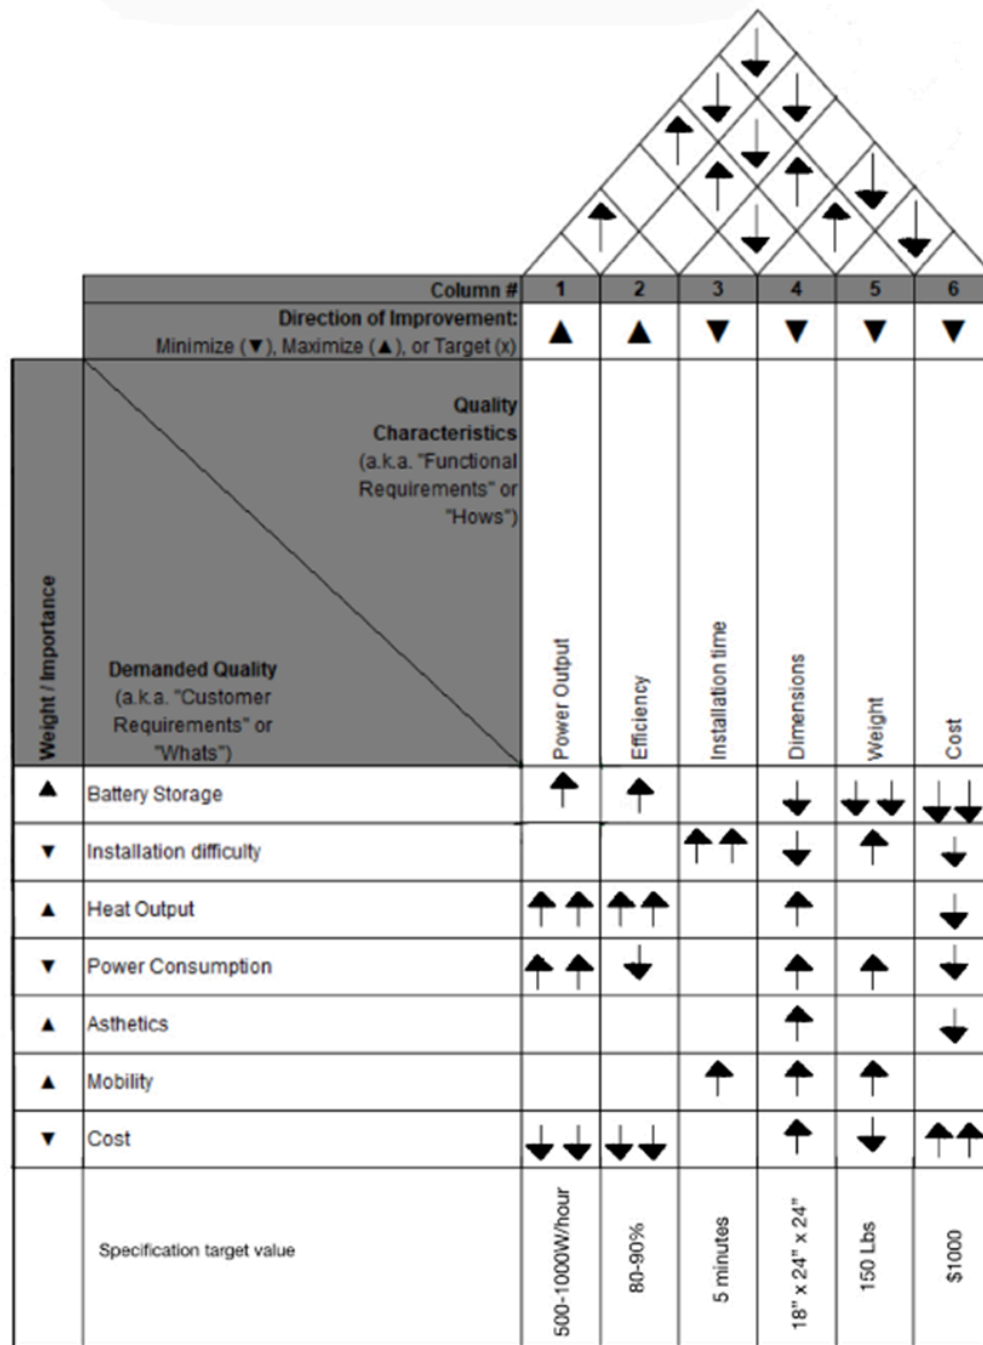 Column # 1 2 3 4 5 6
Direction of Improvement:
Minimize (▼), Maximize (▲), or Target (x)
Quality
Characteristics
(a.k.a. "Functional
Requirements" or
"Hows")
Weight / Importance
Demanded Quality
(a.k.a. "Customer
Requirements" or
"Whats")
Power Output
Efficiency
Installation time
Dimensions
Weight
Cost
Battery Storage
Installation difficulty
Heat Output
Power Consumption
Asthetics
Mobility
Cost
Specification target value
500-1000W/hour
80-90%
5 minutes
18" x 24" x 24"
150 Lbs
$1000